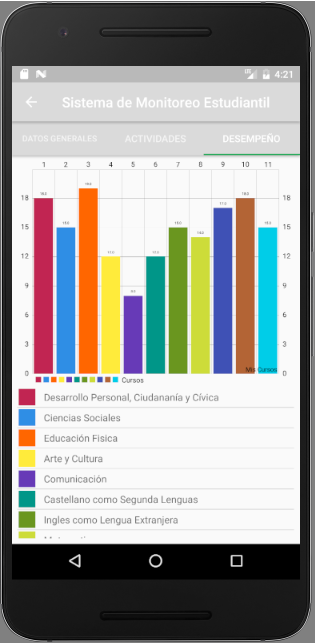 4:21
Sistema de Monitoreo Estudiantil
DATOS GENERALES ACTIVIDADES DESEMPEÑO
1 2 3 4 5 6 7 8 9 10 11
18 18
15 15
12 12
9 9
6 6
3 3
0 0
Mis Cursos
Cursos
Desarrollo Personal, Ciudananía y Cívica
Ciencias Sociales
Educación Fisica
Arte y Cultura
Comunicación
Castellano como Segunda Lenguas
Ingles como Lengua Extranjera